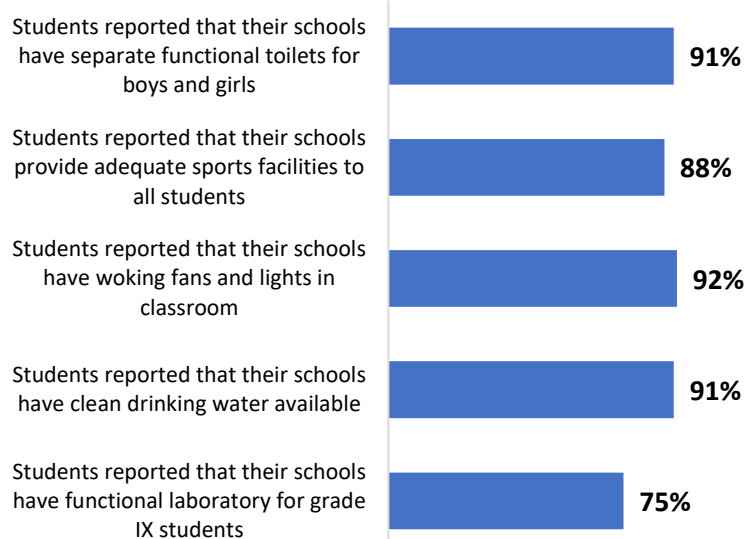 Students reported that their schools
have separate functional toilets for
boys and girls
91%
Students reported that their schools
provide adequate sports facilities to
all students
88%
Students reported that their schools
have woking fans and lights in
classroom
92%
Students reported that their schools
have clean drinking water available
91%
Students reported that their schools
have functional laboratory for grade
IX students
75%